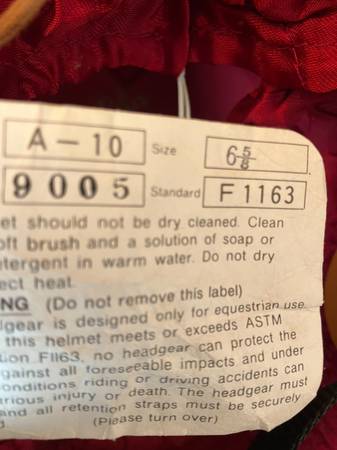 A – 10 Size 6 5/8
9005 Standard F 1163
et should not be dry cleaned. Clean
oft brush and a solution of soap or
tergent in warm water. Do not dry
ect heat.
NG (Do not remove this label)
dgear is designed only for equestrian use.
this helmet meets or exceeds ASTM
tion F1163, no headgear can protect the
gainst all foreseeable impacts and under
onditions riding or driving accidents can
rious injury or death. The headgear must
and all retention straps must be securely
d. (Please turn over)